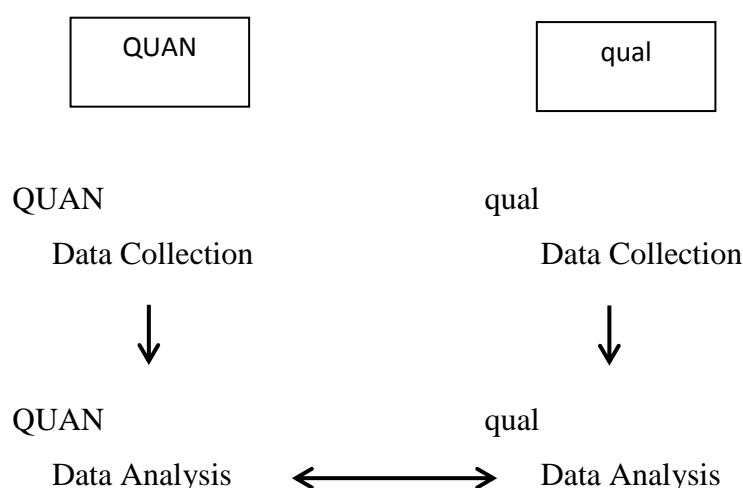 QUAN
qual
QUAN
qual
Data Collection
Data Collection
QUAN
qual
Data Analysis
Data Analysis